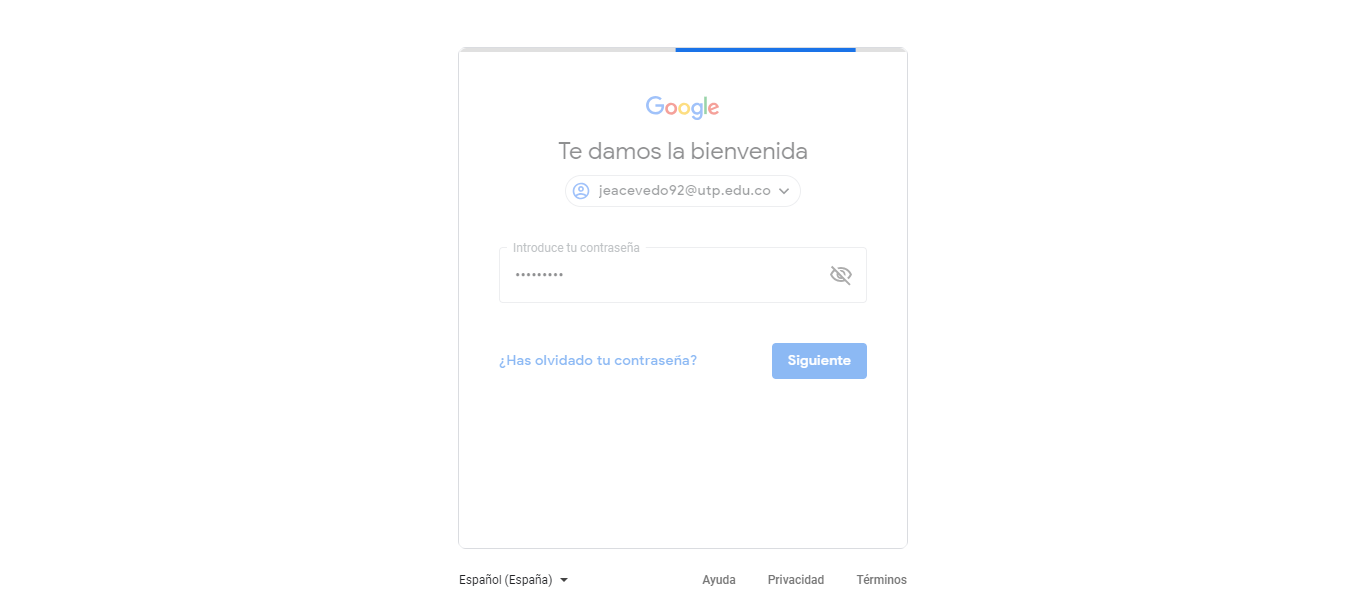 Google
Te damos la bienvenida
jeacevedo92@utp.edu.co
Introduce tu contraseña
•••••••••
¿Has olvidado tu contraseña?
Siguiente
Español (España)
Ayuda
Privacidad
Términos